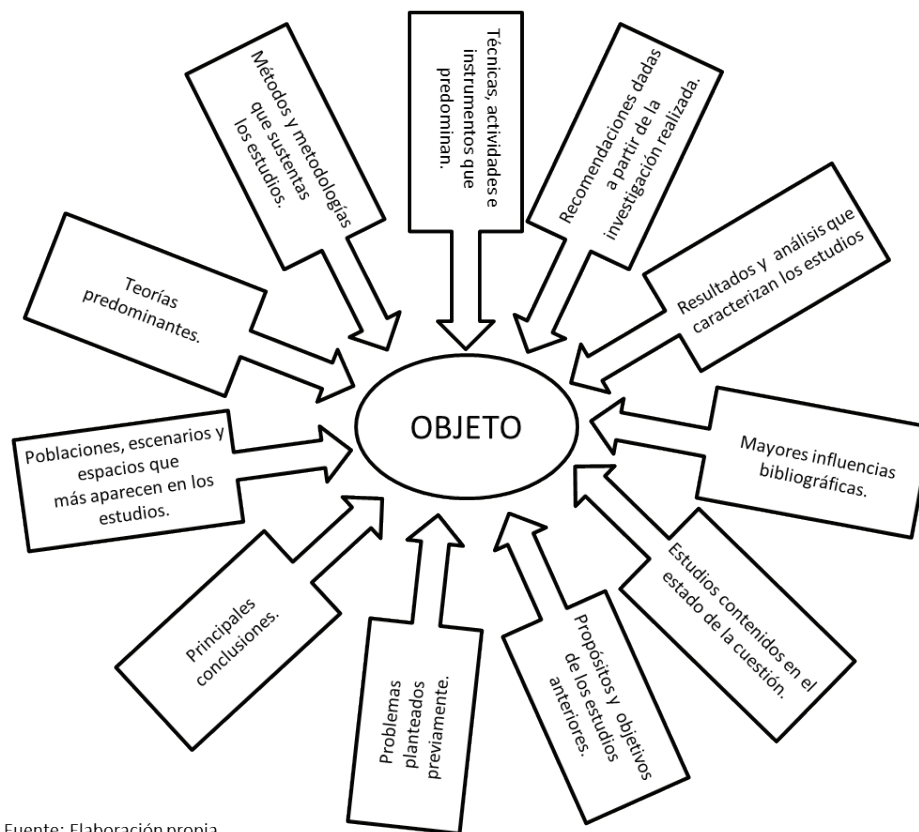 Técnicas, actividades e
instrumentos que
predominan.
Recomendaciones dadas
a partir de la
investigación realizada.
Resultados y análisis que
caracterizan los estudios
Mayores influencias
bibliográficas.
Estudios contenidos en el
estado de la cuestión.
Propósitos y objetivos
de los estudios
anteriores.
Problemas
planteados
previamente.
Principales
conclusiones.
Poblaciones, escenarios y
espacios que
más aparecen en los
estudios.
Teorías
predominantes.
Métodos y metodologías
que sustentas
los estudios.
OBJETO
Fuente: Elaboración propia